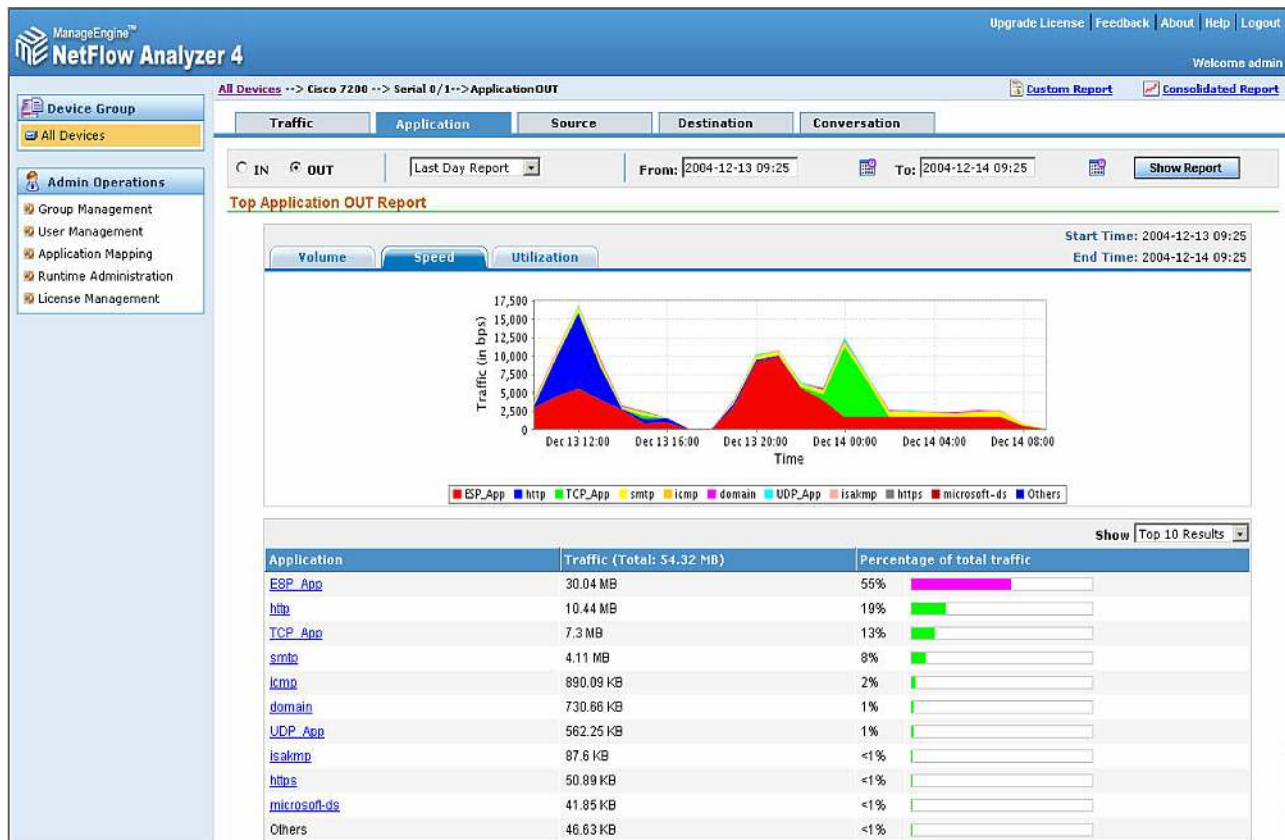 Upgrade License | Feedback | About | Help | Logout
ManageEngine™
NetFlow Analyzer 4
Welcome admin
All Devices --> Cisco 7200 --> Serial 0/1-->Application OUT
Custom Report
Consolidated Report
Device Group
All Devices
Admin Operations
Group Management
User Management
Application Mapping
Runtime Administration
License Management
Traffic
Application
Source
Destination
Conversation
IN
OUT
Last Day Report
From: 2004-12-13 09:25
To: 2004-12-14 09:25
Show Report
Top Application OUT Report
Volume
Speed
Utilization
Start Time: 2004-12-13 09:25
End Time: 2004-12-14 09:25
Traffic (in bps)
17,500
15,000
12,500
10,000
7,500
5,000
2,500
0
Dec 13 12:00 Dec 13 16:00 Dec 13 20:00 Dec 14 00:00 Dec 14 04:00 Dec 14 08:00
Time
ESP_App http TCP_App smtp icmp domain UDP_App isakmp https microsoft-ds Others
Show Top 10 Results
Application Traffic (Total: 54.32 MB) Percentage of total traffic
ESP_App 30.04 MB 55%
http 10.44 MB 19%
TCP_App 7.3 MB 13%
smtp 4.11 MB 8%
icmp 890.09 KB 2%
domain 730.66 KB 1%
UDP_App 562.25 KB 1%
isakmp 87.6 KB <1%
https 50.89 KB <1%
microsoft-ds 41.85 KB <1%
Others 46.63 KB <1%